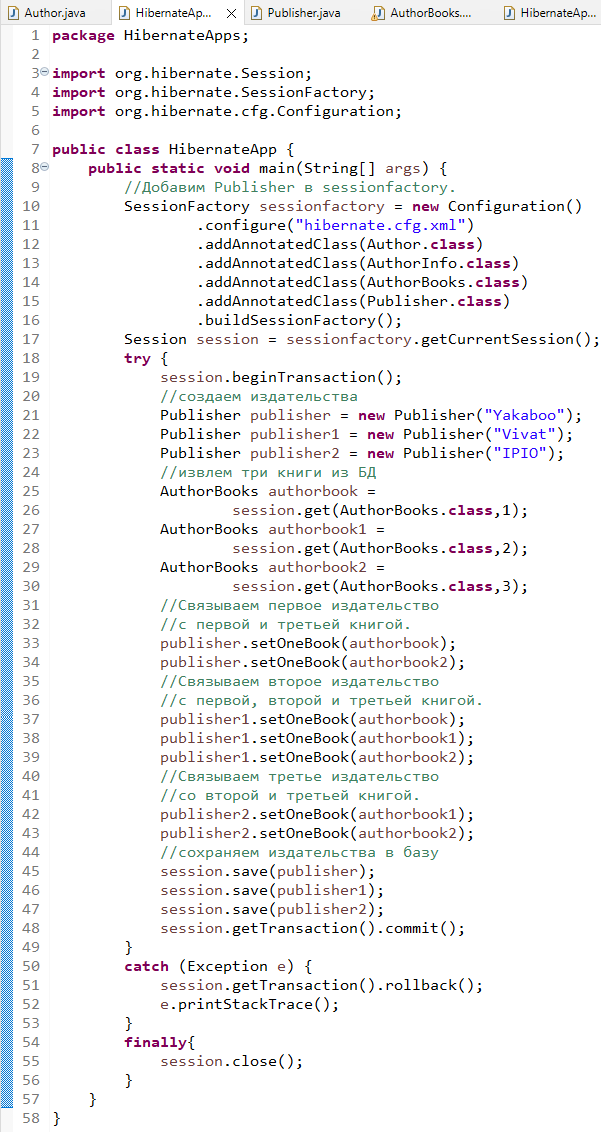 Author.java HibernateAp... Publisher.java AuthorBooks.... HibernateAp...
1 package HibernateApps;
2
3 import org.hibernate.Session;
4 import org.hibernate.SessionFactory;
5 import org.hibernate.cfg.Configuration;
6
7 public class HibernateApp {
8     public static void main(String[] args) {
9         //Добавим Publisher в sessionfactory.
10         SessionFactory sessionfactory = new Configuration()
11                 .configure("hibernate.cfg.xml")
12                 .addAnnotatedClass(Author.class)
13                 .addAnnotatedClass(AuthorInfo.class)
14                 .addAnnotatedClass(AuthorBooks.class)
15                 .addAnnotatedClass(Publisher.class)
16                 .buildSessionFactory();
17         Session session = sessionfactory.getCurrentSession();
18         try {
19             session.beginTransaction();
20             //создаем издательства
21             Publisher publisher = new Publisher("Yakaboo");
22             Publisher publisher1 = new Publisher("Vivat");
23             Publisher publisher2 = new Publisher("IPIO");
24             //извлем три книги из БД
25             AuthorBooks authorbook =
26                     session.get(AuthorBooks.class,1);
27             AuthorBooks authorbook1 =
28                     session.get(AuthorBooks.class,2);
29             AuthorBooks authorbook2 =
30                     session.get(AuthorBooks.class,3);
31             //Связываем первое издательство
32             //с первой и третьей книгой.
33             publisher.setOneBook(authorbook);
34             publisher.setOneBook(authorbook2);
35             //Связываем второе издательство
36             //с первой, второй и третьей книгой.
37             publisher1.setOneBook(authorbook);
38             publisher1.setOneBook(authorbook1);
39             publisher1.setOneBook(authorbook2);
40             //Связываем третье издательство
41             //со второй и третьей книгой.
42             publisher2.setOneBook(authorbook1);
43             publisher2.setOneBook(authorbook2);
44             //сохраняем издательства в базу
45             session.save(publisher);
46             session.save(publisher1);
47             session.save(publisher2);
48             session.getTransaction().commit();
49         }
50         catch (Exception e) {
51             session.getTransaction().rollback();
52             e.printStackTrace();
53         }
54         finally{
55             session.close();
56         }
57     }
58 }